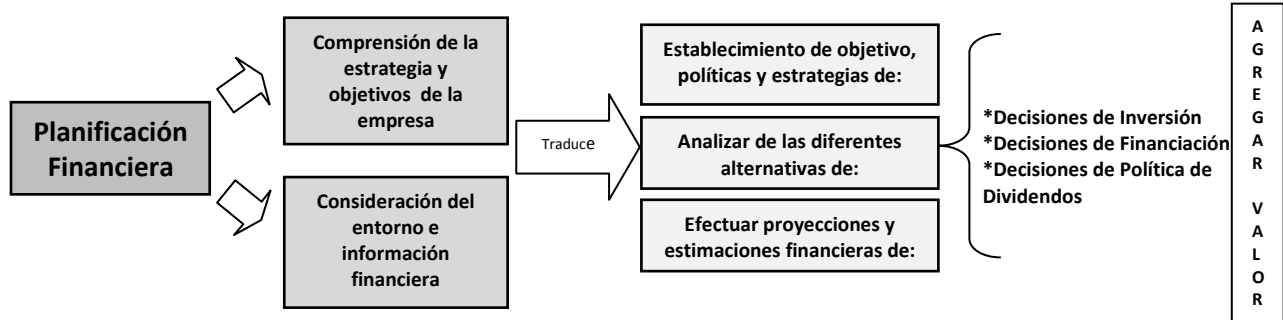 Planificación
Financiera
Comprensión de la
estrategia y
objetivos de la
empresa
Consideración del
entorno e
información
financiera
Traduce
Establecimiento de objetivo,
políticas y estrategias de:
Analizar de las diferentes
alternativas de:
Efectuar proyecciones y
estimaciones financieras de:
*Decisiones de Inversión
*Decisiones de Financiación
*Decisiones de Política de
Dividendos
A
G
R
E
G
A
R
V
A
L
O
R